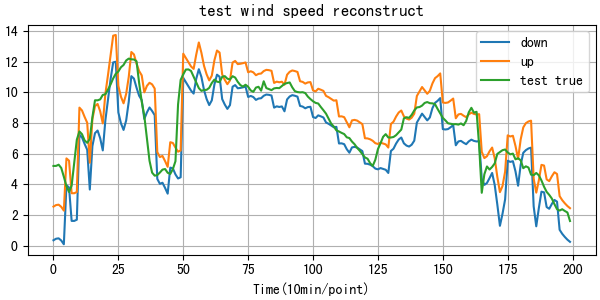 test wind speed reconstruct
down
up
test true
14
12
10
8
6
4
2
0
0 25 50 75 100 125 150 175 200
Time(10min/point)